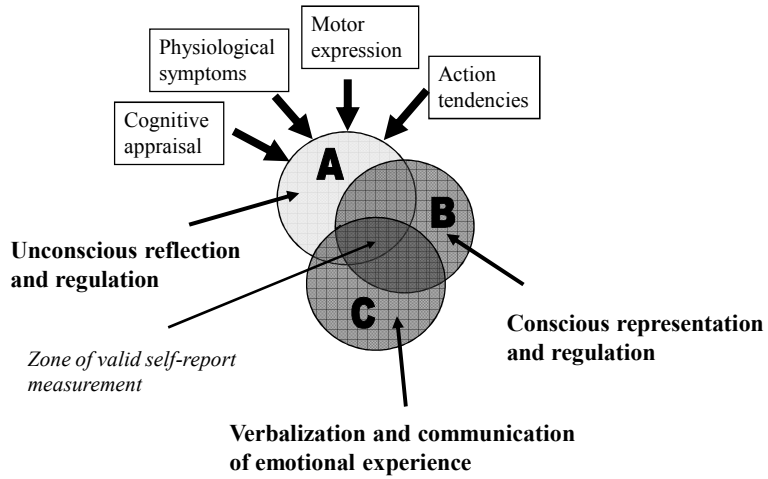 Motor
expression
Physiological
symptoms
Action
tendencies
Cognitive
appraisal
A
B
Unconscious reflection
and regulation
C
Conscious representation
and regulation
Zone of valid self-report
measurement
Verbalization and communication
of emotional experience